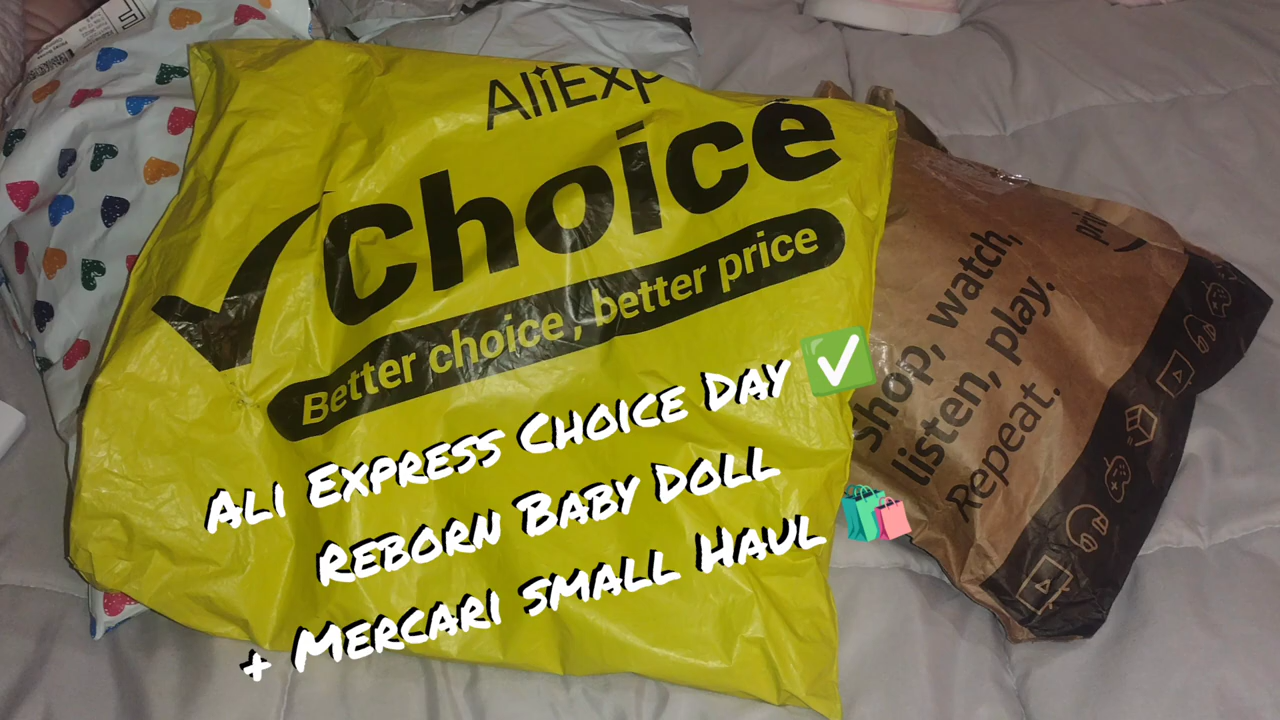 AliExp
Choice
Better choice, better price
Ali Express Choice Day ✅
Reborn Baby Doll
+ Mercari small Haul 🛍️
pri
shop, watch,
listen, play.
Repeat.